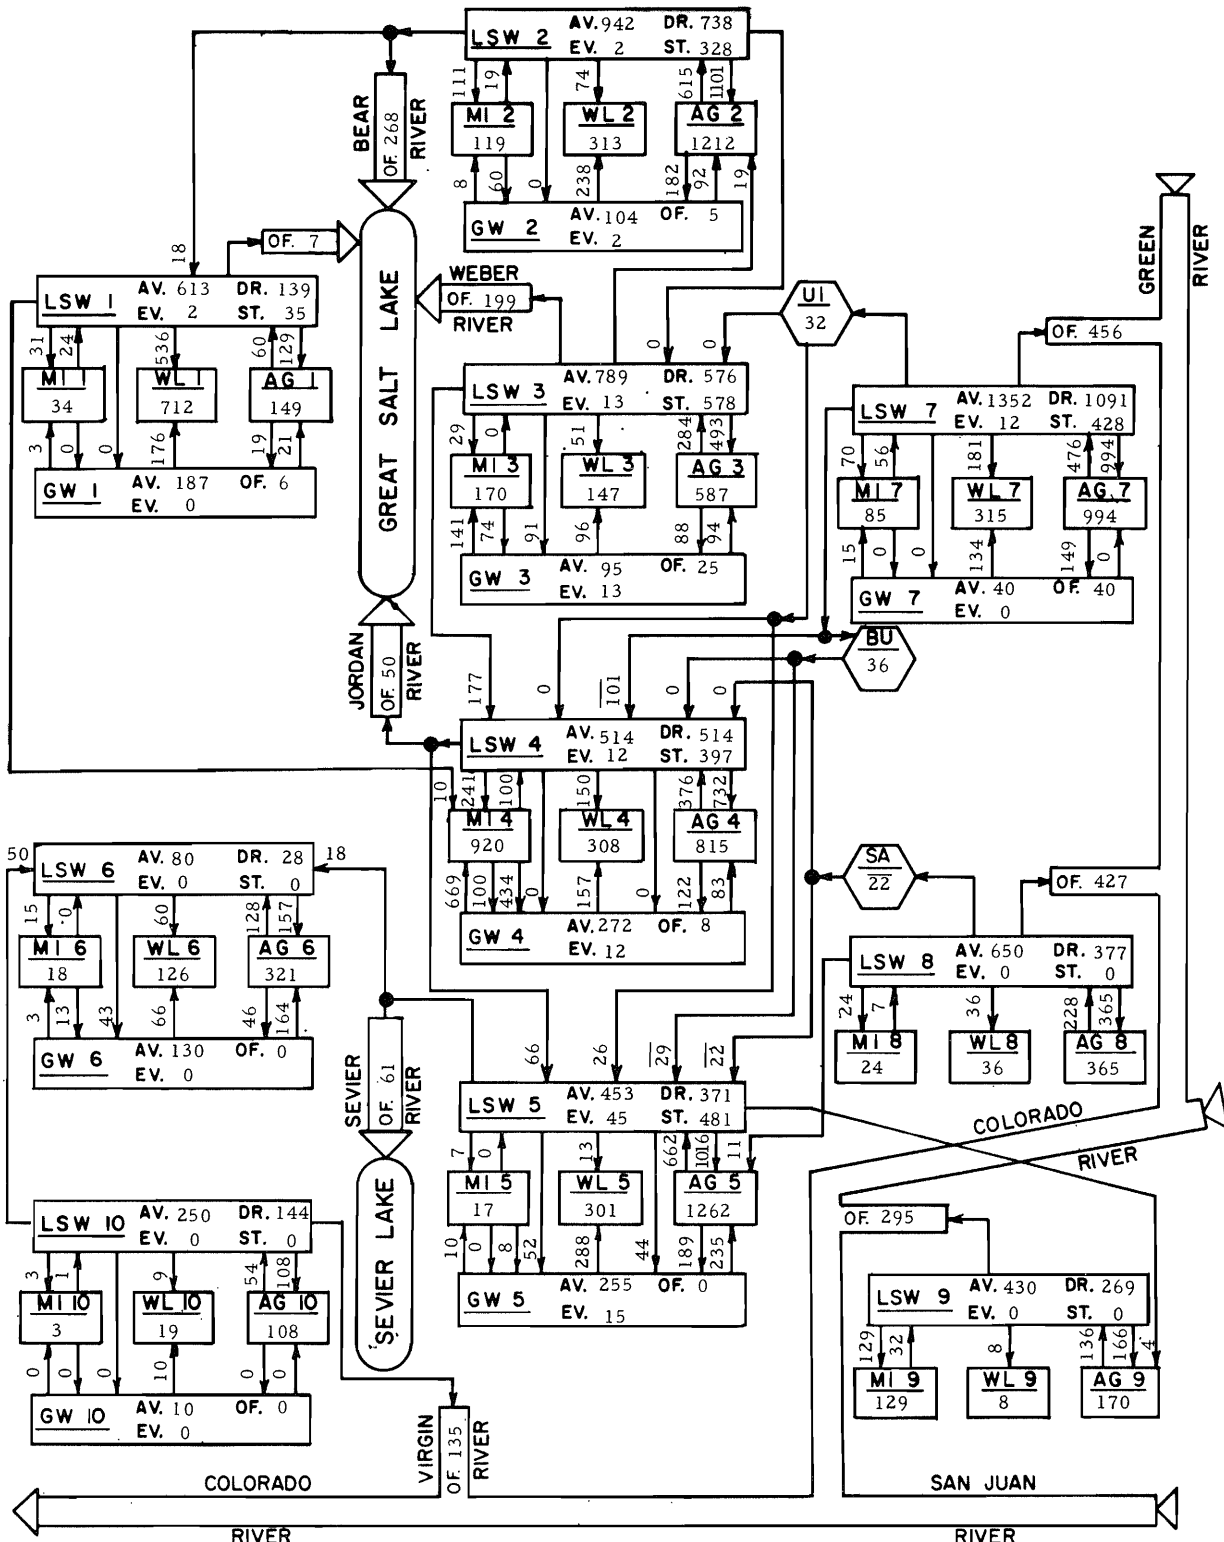 LSW 2 AV. 942 DR. 738
EV. 2 ST. 328
111 19 74 615 1101
MI 2 WL 2 AG 2
119 313 1212
8 60 0 238 182 92 19
GW 2 AV. 104 OF. 5
EV. 2
BEAR RIVER
OF. 268
18
OF. 7
LSW 1 AV. 613 DR. 139
EV. 2 ST. 35
31 24 536 60 129
MI 1 WL 1 AG 1
34 712 149
3 0 0 176 19 21
GW 1 AV. 187 OF. 6
EV. 0
GREAT SALT LAKE
WEBER
OF. 199
RIVER
UI
32
0 0
LSW 3 AV. 789 DR. 576
EV. 13 ST. 578
29 0 51 284 493
MI 3 WL 3 AG 3
170 147 587
141 74 91 96 88 94
GW 3 AV. 95 OF. 25
EV. 13
GREEN RIVER
OF. 456
LSW 7 AV. 1352 DR. 1091
EV. 12 ST. 428
70 56 181 476 994
MI 7 WL 7 AG 7
85 315 994
15 0 0 134 149 0
GW 7 AV. 40 OF. 40
EV. 0
BU
36
JORDAN RIVER
OF. 50
177 0 101 0 0
LSW 4 AV. 514 DR. 514
EV. 12 ST. 397
10 241 100 150 376 732
MI 4 WL 4 AG 4
920 308 815
669 100 434 0 157 0 122 83
GW 4 AV. 272 OF. 8
EV. 12
50
LSW 6 AV. 80 DR. 28
EV. 0 ST. 0
18
15 0 60 128 157
MI 6 WL 6 AG 6
18 126 321
3 13 43 66 46 164
GW 6 AV. 130 OF. 0
EV. 0
SA
22
OF. 427
LSW 8 AV. 650 DR. 377
EV. 0 ST. 0
24 7 36 228 365
MI 8 WL 8 AG 8
24 36 365
SEVIER RIVER
OF. 61
66 26 29 22
LSW 5 AV. 453 DR. 371
EV. 45 ST. 481
7 0 13 662 1016 11
MI 5 WL 5 AG 5
17 301 1262
10 0 8 52 288 44 189 235
GW 5 AV. 255 OF. 0
EV. 15
SEVIER LAKE
COLORADO
RIVER
OF. 295
LSW 10 AV. 250 DR. 144
EV. 0 ST. 0
3 1 9 54 108
MI 10 WL 10 AG 10
3 19 108
0 0 0 10 0 0
GW 10 AV. 10 OF. 0
EV. 0
LSW 9 AV. 430 DR. 269
EV. 0 ST. 0
129 32 8 136 166 4
MI 9 WL 9 AG 9
129 8 170
VIRGIN RIVER
OF. 135
COLORADO
RIVER
SAN JUAN
RIVER